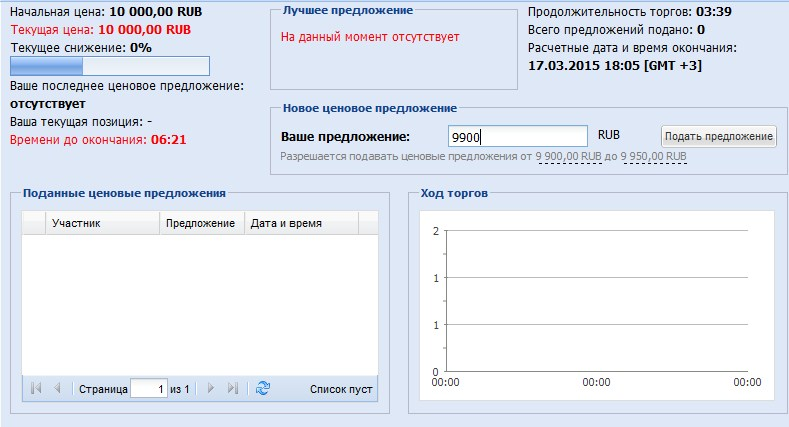 Начальная цена: 10 000,00 RUB
Текущая цена: 10 000,00 RUB
Текущее снижение: 0%
Ваше последнее ценовое предложение:
отсутствует
Ваша текущая позиция: -
Времени до окончания: 06:21
Лучшее предложение
На данный момент отсутствует
Продолжительность торгов: 03:39
Всего предложений подано: 0
Расчетные дата и время окончания:
17.03.2015 18:05 [GMT +3]
Новое ценовое предложение
Ваше предложение: 9900 RUB Подать предложение
Разрешается подавать ценовые предложения от 9 900,00 RUB до 9 950,00 RUB
Поданные ценовые предложения
Участник Предложение Дата и время
Страница 1 из 1 Список пуст
Ход торгов
2
1
1
0
00:00 00:00 00:00